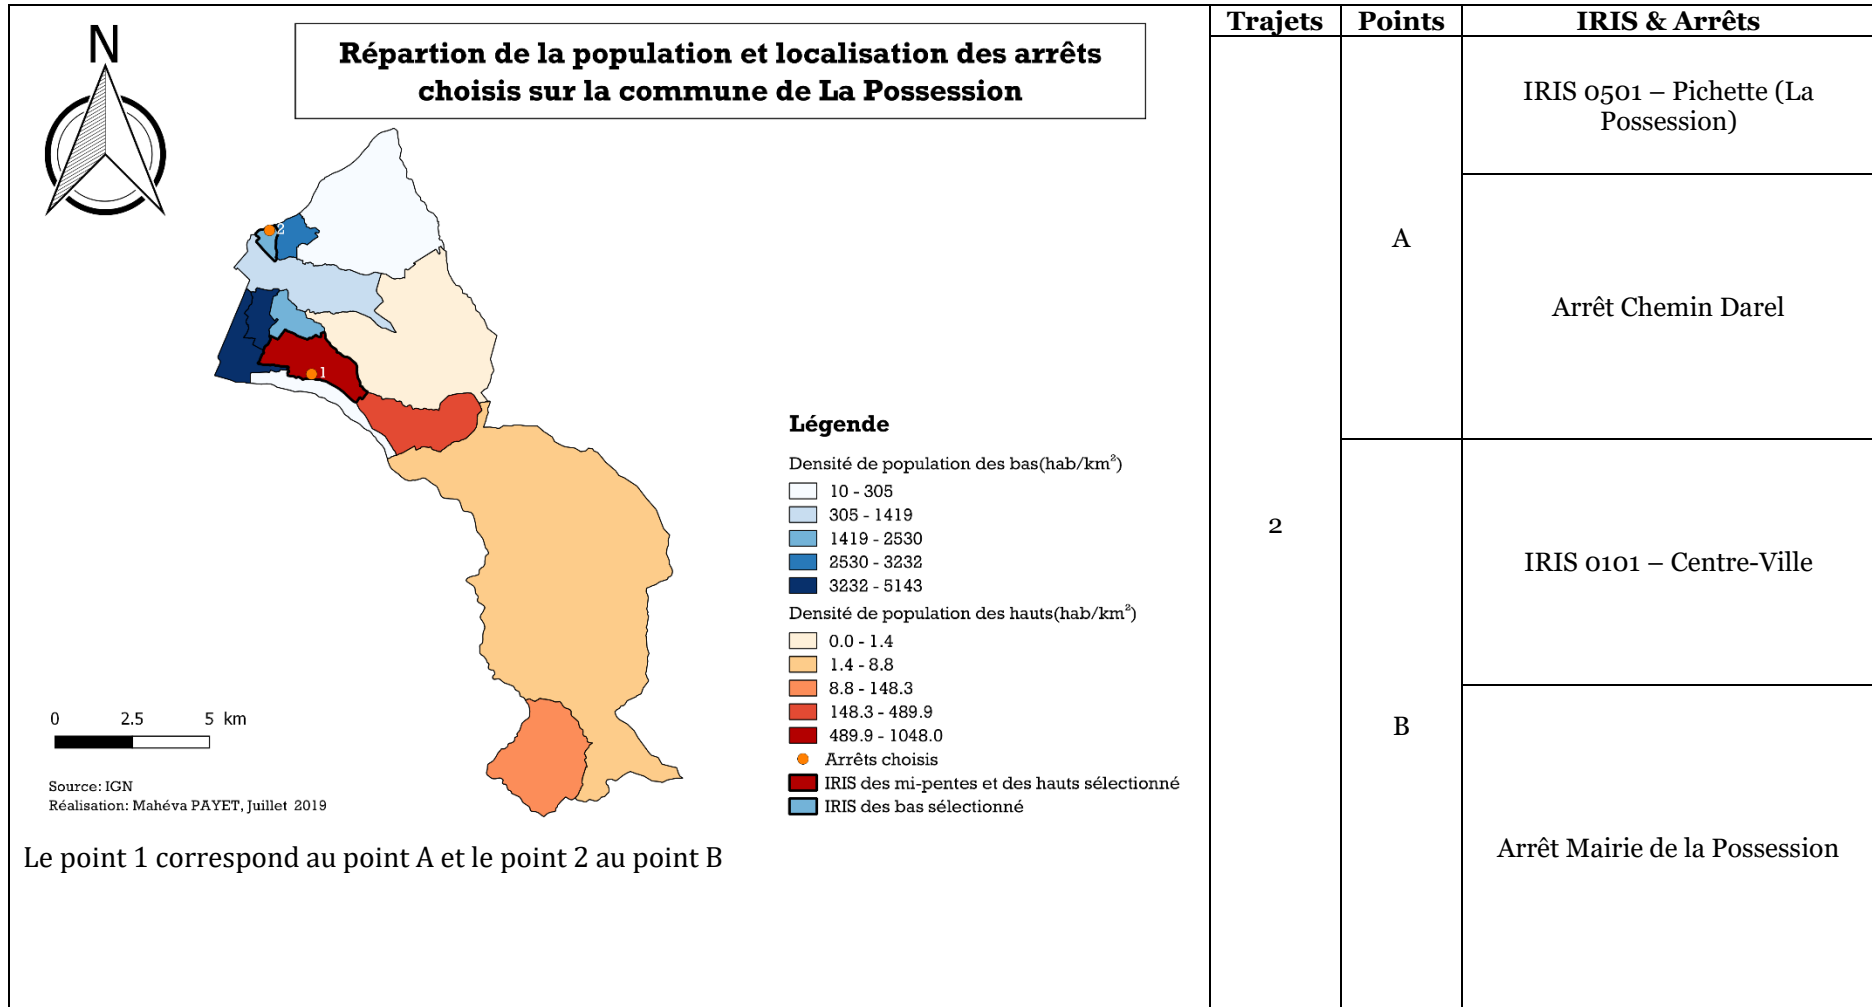 N
Répartion de la population et localisation des arrêts
choisis sur la commune de La Possession
2
1
Légende
Densité de population des bas(hab/km²)
10 - 305
305 - 1419
1419 - 2530
2530 - 3232
3232 - 5143
Densité de population des hauts(hab/km²)
0.0 - 1.4
1.4 - 8.8
8.8 - 148.3
148.3 - 489.9
489.9 - 1048.0
Arrêts choisis
IRIS des mi-pentes et des hauts sélectionné
IRIS des bas sélectionné
0 2.5 5 km
Source: IGN
Réalisation: Mahéva PAYET, Juillet 2019
Le point 1 correspond au point A et le point 2 au point B
Trajets Points IRIS & Arrêts
2
A
IRIS 0501 – Pichette (La
Possession)
Arrêt Chemin Darel
B
IRIS 0101 – Centre-Ville
Arrêt Mairie de la Possession